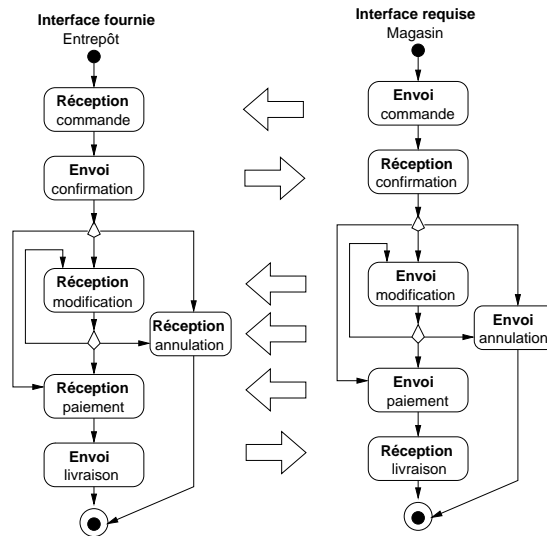 Interface fournie
Entrepôt
Réception
commande
Envoi
confirmation
Réception
modification
Réception
annulation
Réception
paiement
Envoi
livraison
Interface requise
Magasin
Envoi
commande
Réception
confirmation
Envoi
modification
Envoi
annulation
Envoi
paiement
Réception
livraison